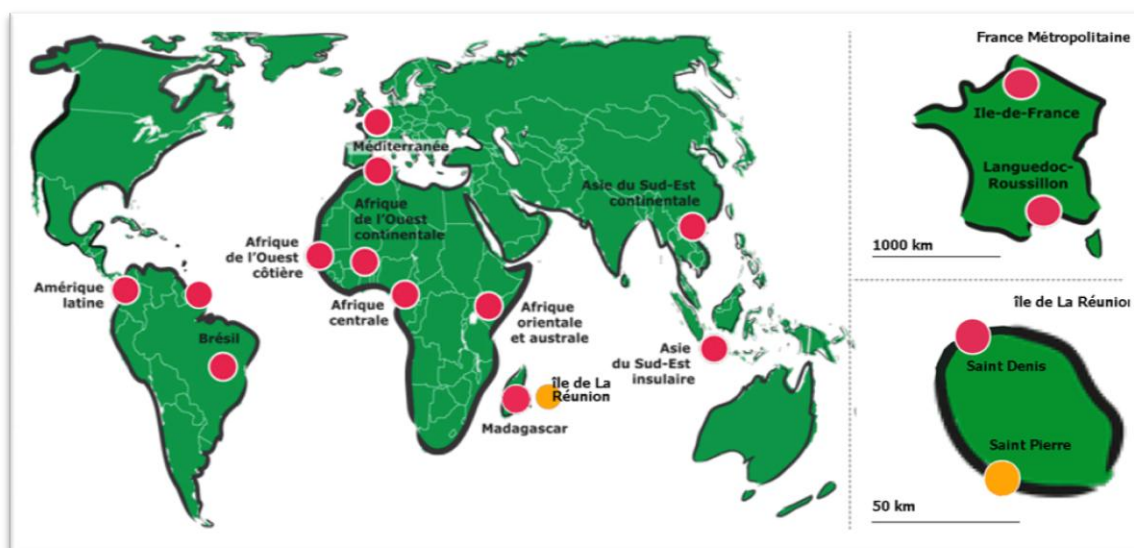 Méditerranée
Afrique
de l'Ouest
continentale
Asie du Sud-Est
continentale
Afrique
de l'Ouest
côtière
Amérique
latine
Afrique
centrale
Afrique
orientale
et australe
Brésil
Asie
du Sud-Est
insulaire
île de La
Réunion
Madagascar
France Métropolitaine
Ile-de-France
Languedoc-
Roussillon
1000 km
île de La Réunion
Saint Denis
Saint Pierre
50 km